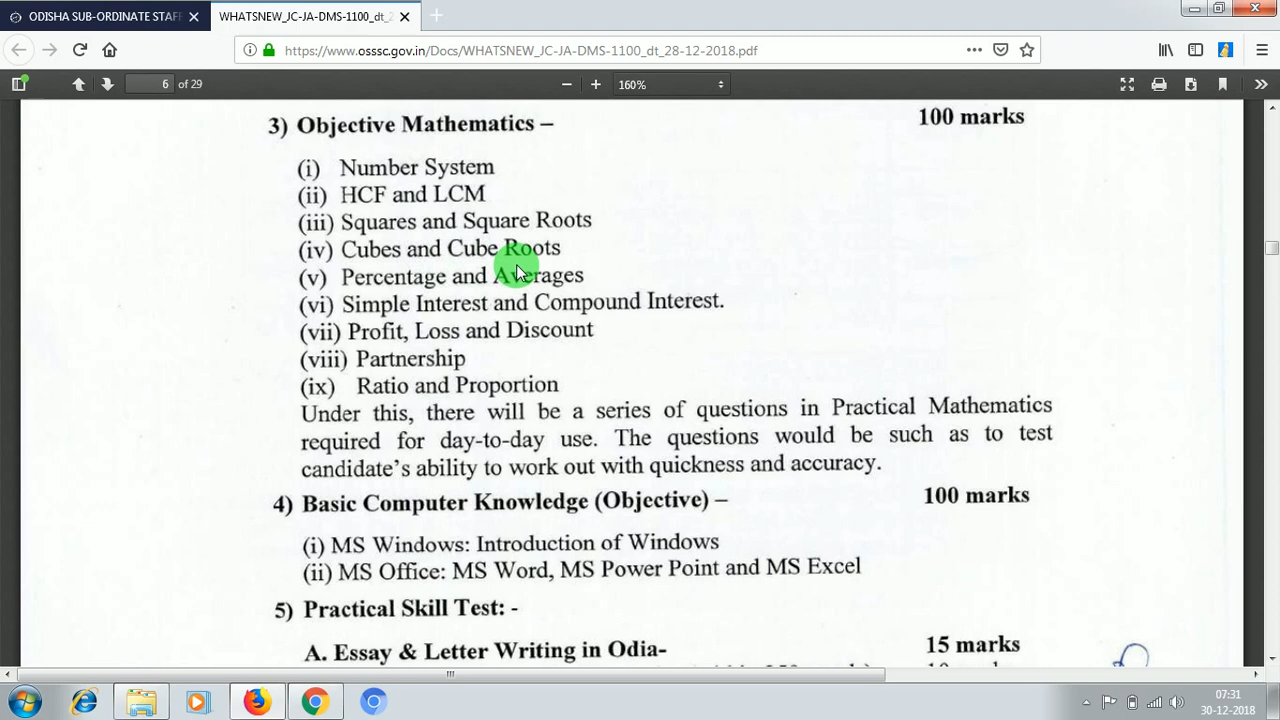 ODISHA SUB-ORDINATE STAFF
WHATSNEW_JC-JA-DMS-1100_dt_2
https://www.osssc.gov.in/Docs/WHATSNEW_JC-JA-DMS-1100_dt_28-12-2018.pdf
6 of 29
160%
3) Objective Mathematics – 100 marks
(i) Number System
(ii) HCF and LCM
(iii) Squares and Square Roots
(iv) Cubes and Cube Roots
(v) Percentage and Averages
(vi) Simple Interest and Compound Interest.
(vii) Profit, Loss and Discount
(viii) Partnership
(ix) Ratio and Proportion
Under this, there will be a series of questions in Practical Mathematics
required for day-to-day use. The questions would be such as to test
candidate's ability to work out with quickness and accuracy.
4) Basic Computer Knowledge (Objective) – 100 marks
(i) MS Windows: Introduction of Windows
(ii) MS Office: MS Word, MS Power Point and MS Excel
5) Practical Skill Test: -
A. Essay & Letter Writing in Odia- 15 marks
07:31
30-12-2018